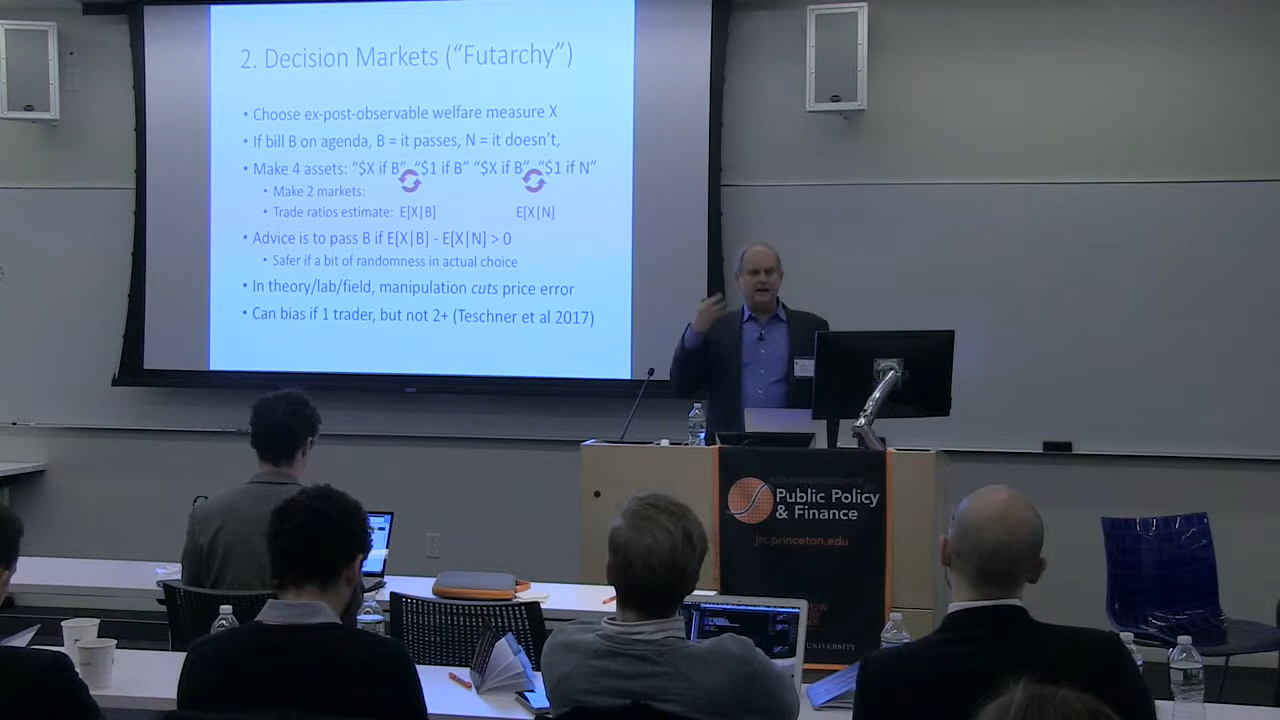 2. Decision Markets (“Futarchy”)
• Choose ex-post-observable welfare measure X
• If bill B on agenda, B = it passes, N = it doesn’t,
• Make 4 assets: “$X if B” “$1 if B” “$X if B” “$1 if N”
• Make 2 markets:
• Trade ratios estimate: E[X|B] E[X|N]
• Advice is to pass B if E[X|B] - E[X|N] > 0
• Safer if a bit of randomness in actual choice
• In theory/lab/field, manipulation cuts price error
• Can bias if 1 trader, but not 2+ (Teschner et al 2017)
Public Policy
& Finance
jrc.princeton.edu
UNIVERSITY